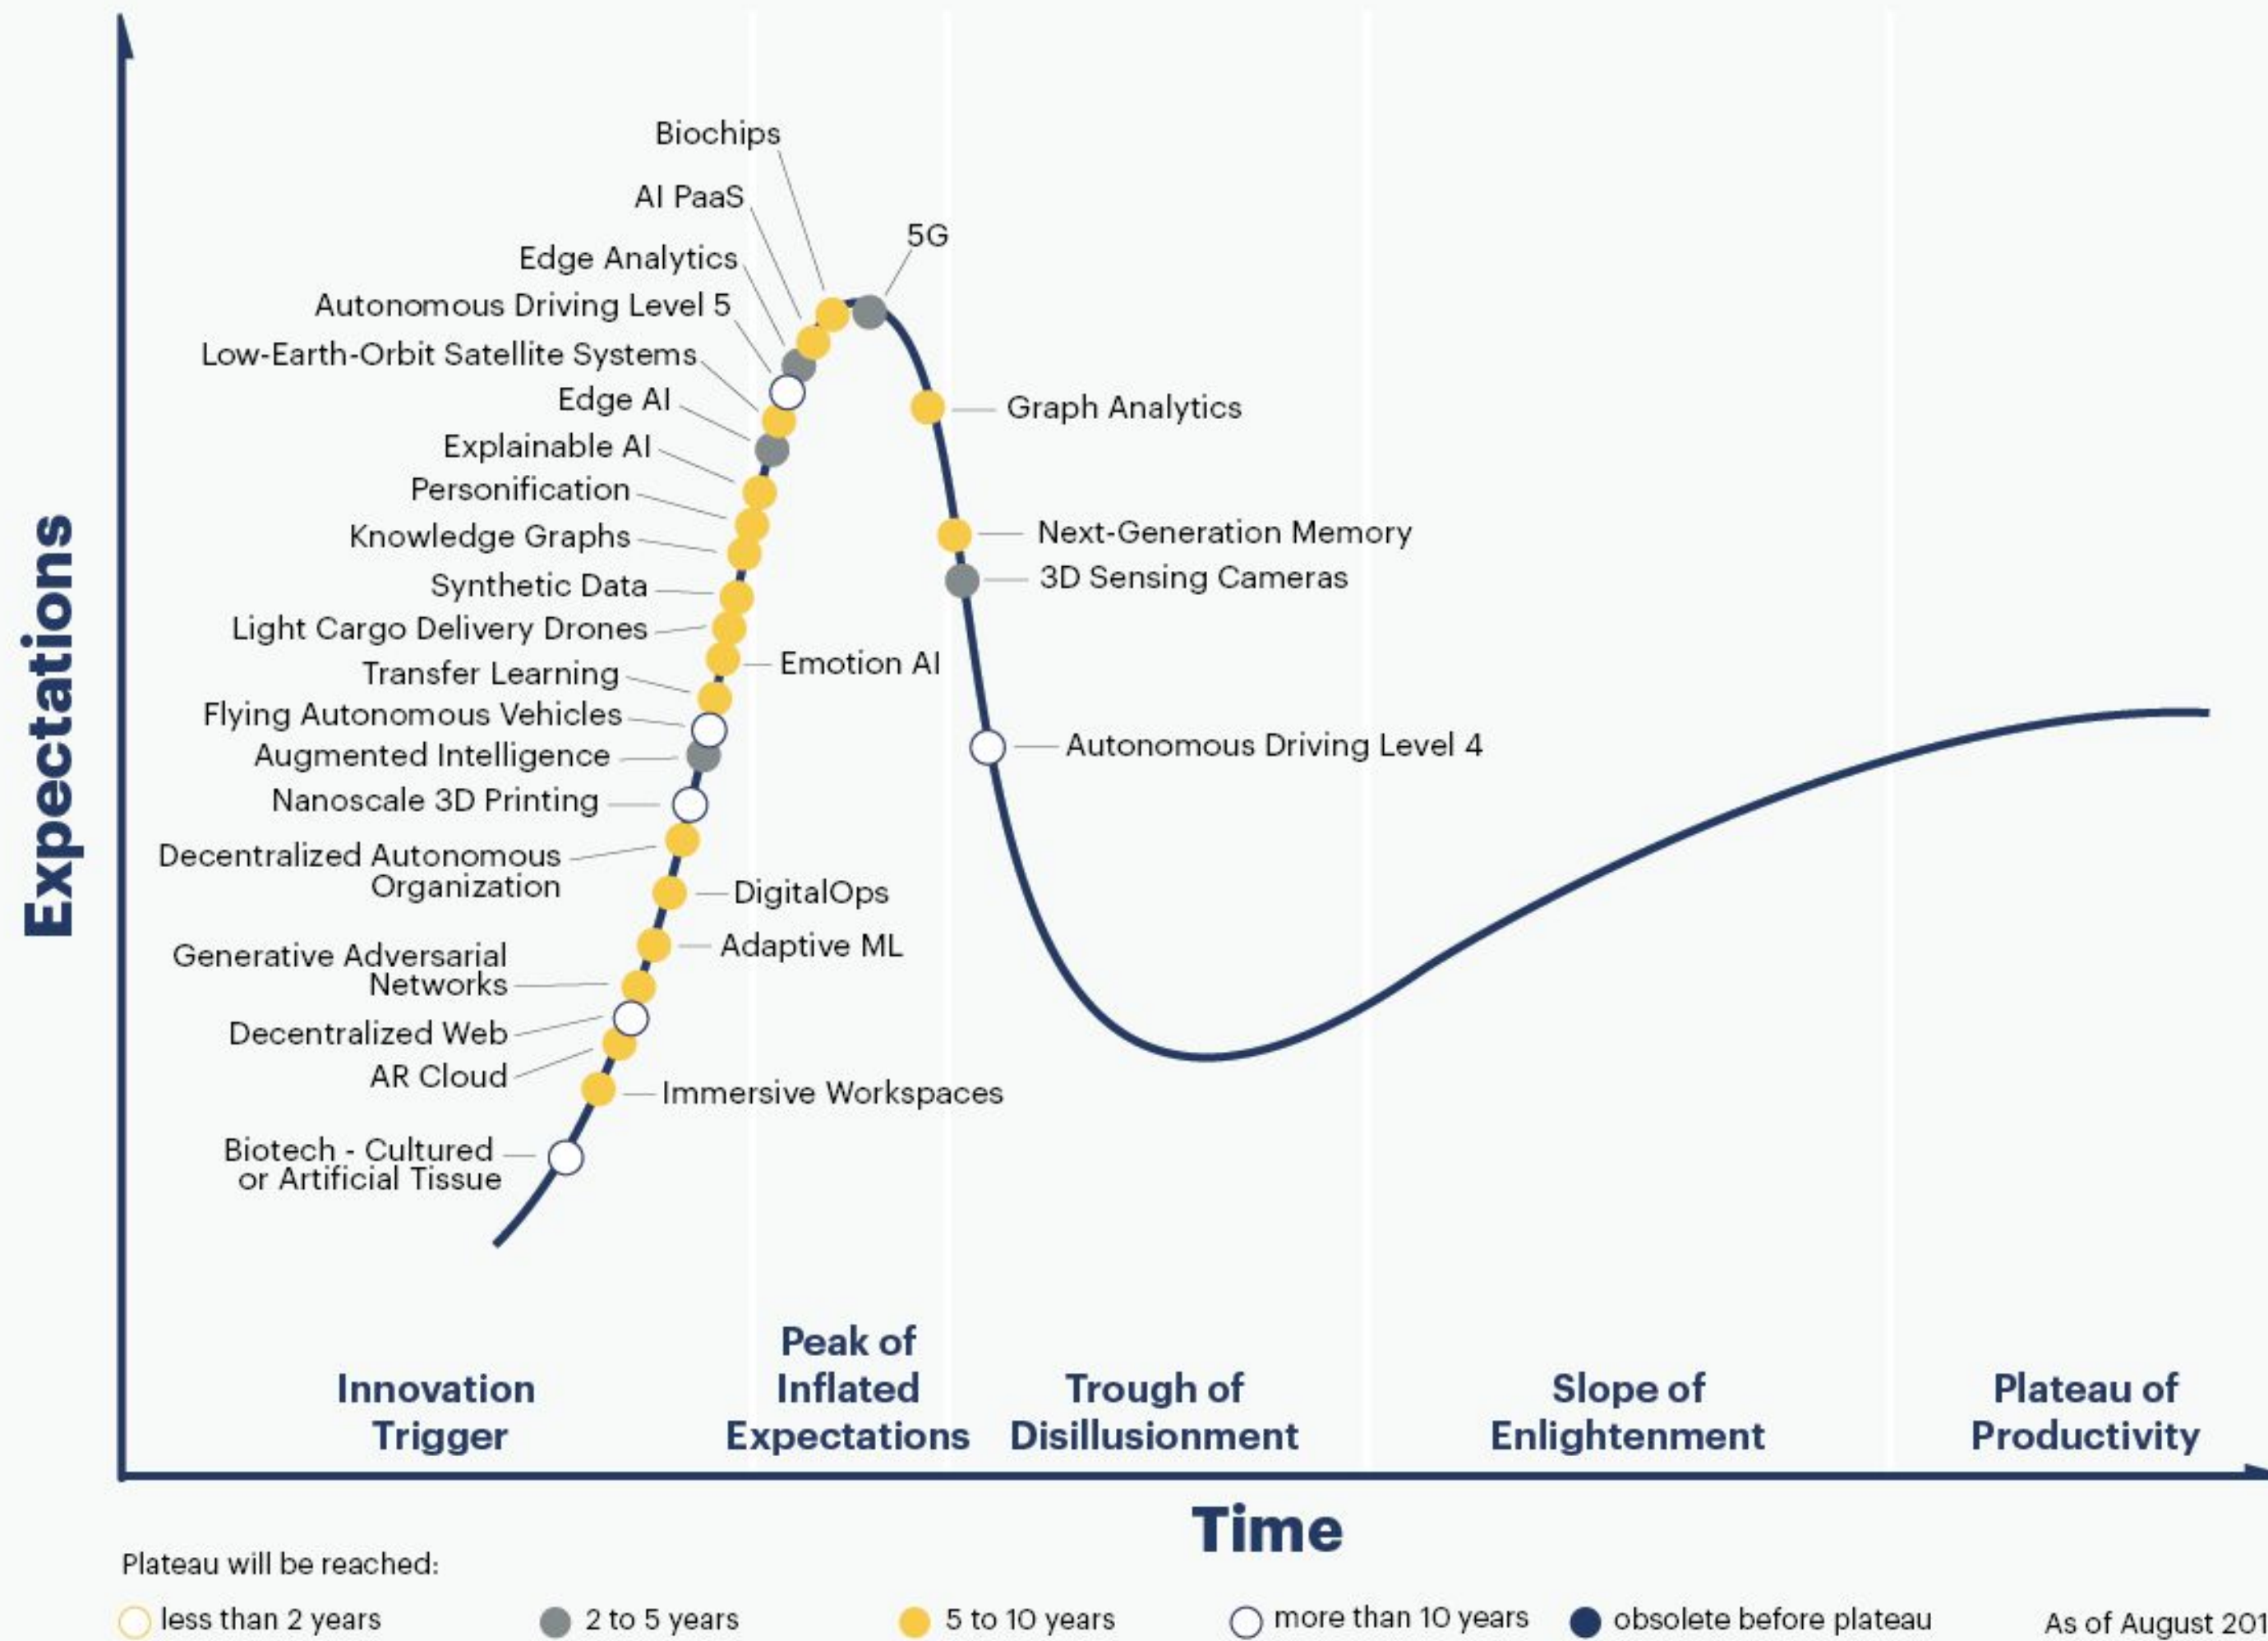 Biochips
AI PaaS
5G
Edge Analytics
Autonomous Driving Level 5
Low-Earth-Orbit Satellite Systems
Edge AI
Graph Analytics
Explainable AI
Personification
Knowledge Graphs
Next-Generation Memory
3D Sensing Cameras
Synthetic Data
Light Cargo Delivery Drones
Emotion AI
Transfer Learning
Flying Autonomous Vehicles
Autonomous Driving Level 4
Augmented Intelligence
Nanoscale 3D Printing
Decentralized Autonomous
Organization
DigitalOps
Adaptive ML
Generative Adversarial
Networks
Decentralized Web
AR Cloud
Immersive Workspaces
Biotech - Cultured
or Artificial Tissue
Expectations
Innovation
Trigger
Peak of
Inflated
Expectations
Trough of
Disillusionment
Slope of
Enlightenment
Plateau of
Productivity
Time
Plateau will be reached:
less than 2 years
2 to 5 years
5 to 10 years
more than 10 years
obsolete before plateau
As of August 201